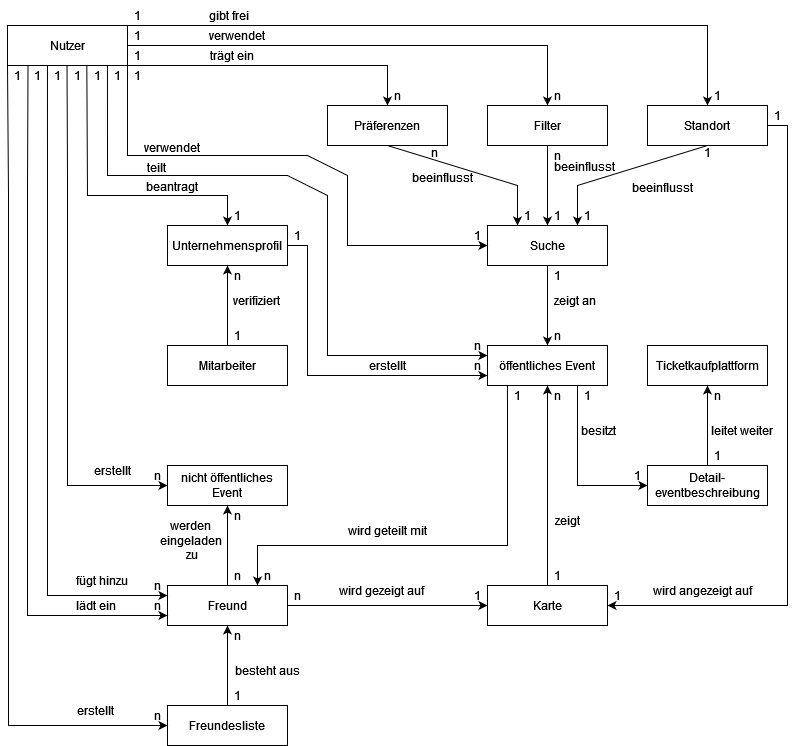 1 gibt frei
Nutzer
1 verwendet
1 trägt ein
1 1 1 1 1 1 1
n n 1
1
Präferenzen
Filter
Standort
verwendet
n
n
1
beeinflusst
beeinflusst
beeinflusst
teilt
beantragt
1
1 1 1
Unternehmensprofil
1
1
Suche
n
1
verifiziert
zeigt an
1
n
n
Mitarbeiter
erstellt
n
öffentliches Event
Ticketkaufplattform
1
n
1
n
besitzt
leitet weiter
1
erstellt
n
nicht öffentliches
Event
1
Detail-
eventbeschreibung
n
werden
eingeladen
zu
wird geteilt mit
zeigt
n
n
1
fügt hinzu
n
lädt ein
n
Freund
n
wird gezeigt auf
1
Karte
1
wird angezeigt auf
n
besteht aus
1
erstellt
n
Freundesliste